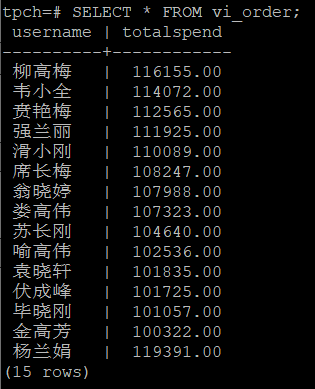 tpch=# SELECT * FROM vi_order;
 username | totalspend
----------+------------
 柳高梅   |  116155.00
 韦小全   |  114072.00
 贲艳梅   |  112565.00
 强兰丽   |  111925.00
 滑小刚   |  110089.00
 席长梅   |  108247.00
 翁晓婷   |  107988.00
 娄高伟   |  107323.00
 苏长刚   |  104640.00
 喻高伟   |  102536.00
 袁晓轩   |  101835.00
 伏成峰   |  101725.00
 毕晓刚   |  101057.00
 金高芳   |  100322.00
 杨兰娟   |  119391.00
(15 rows)